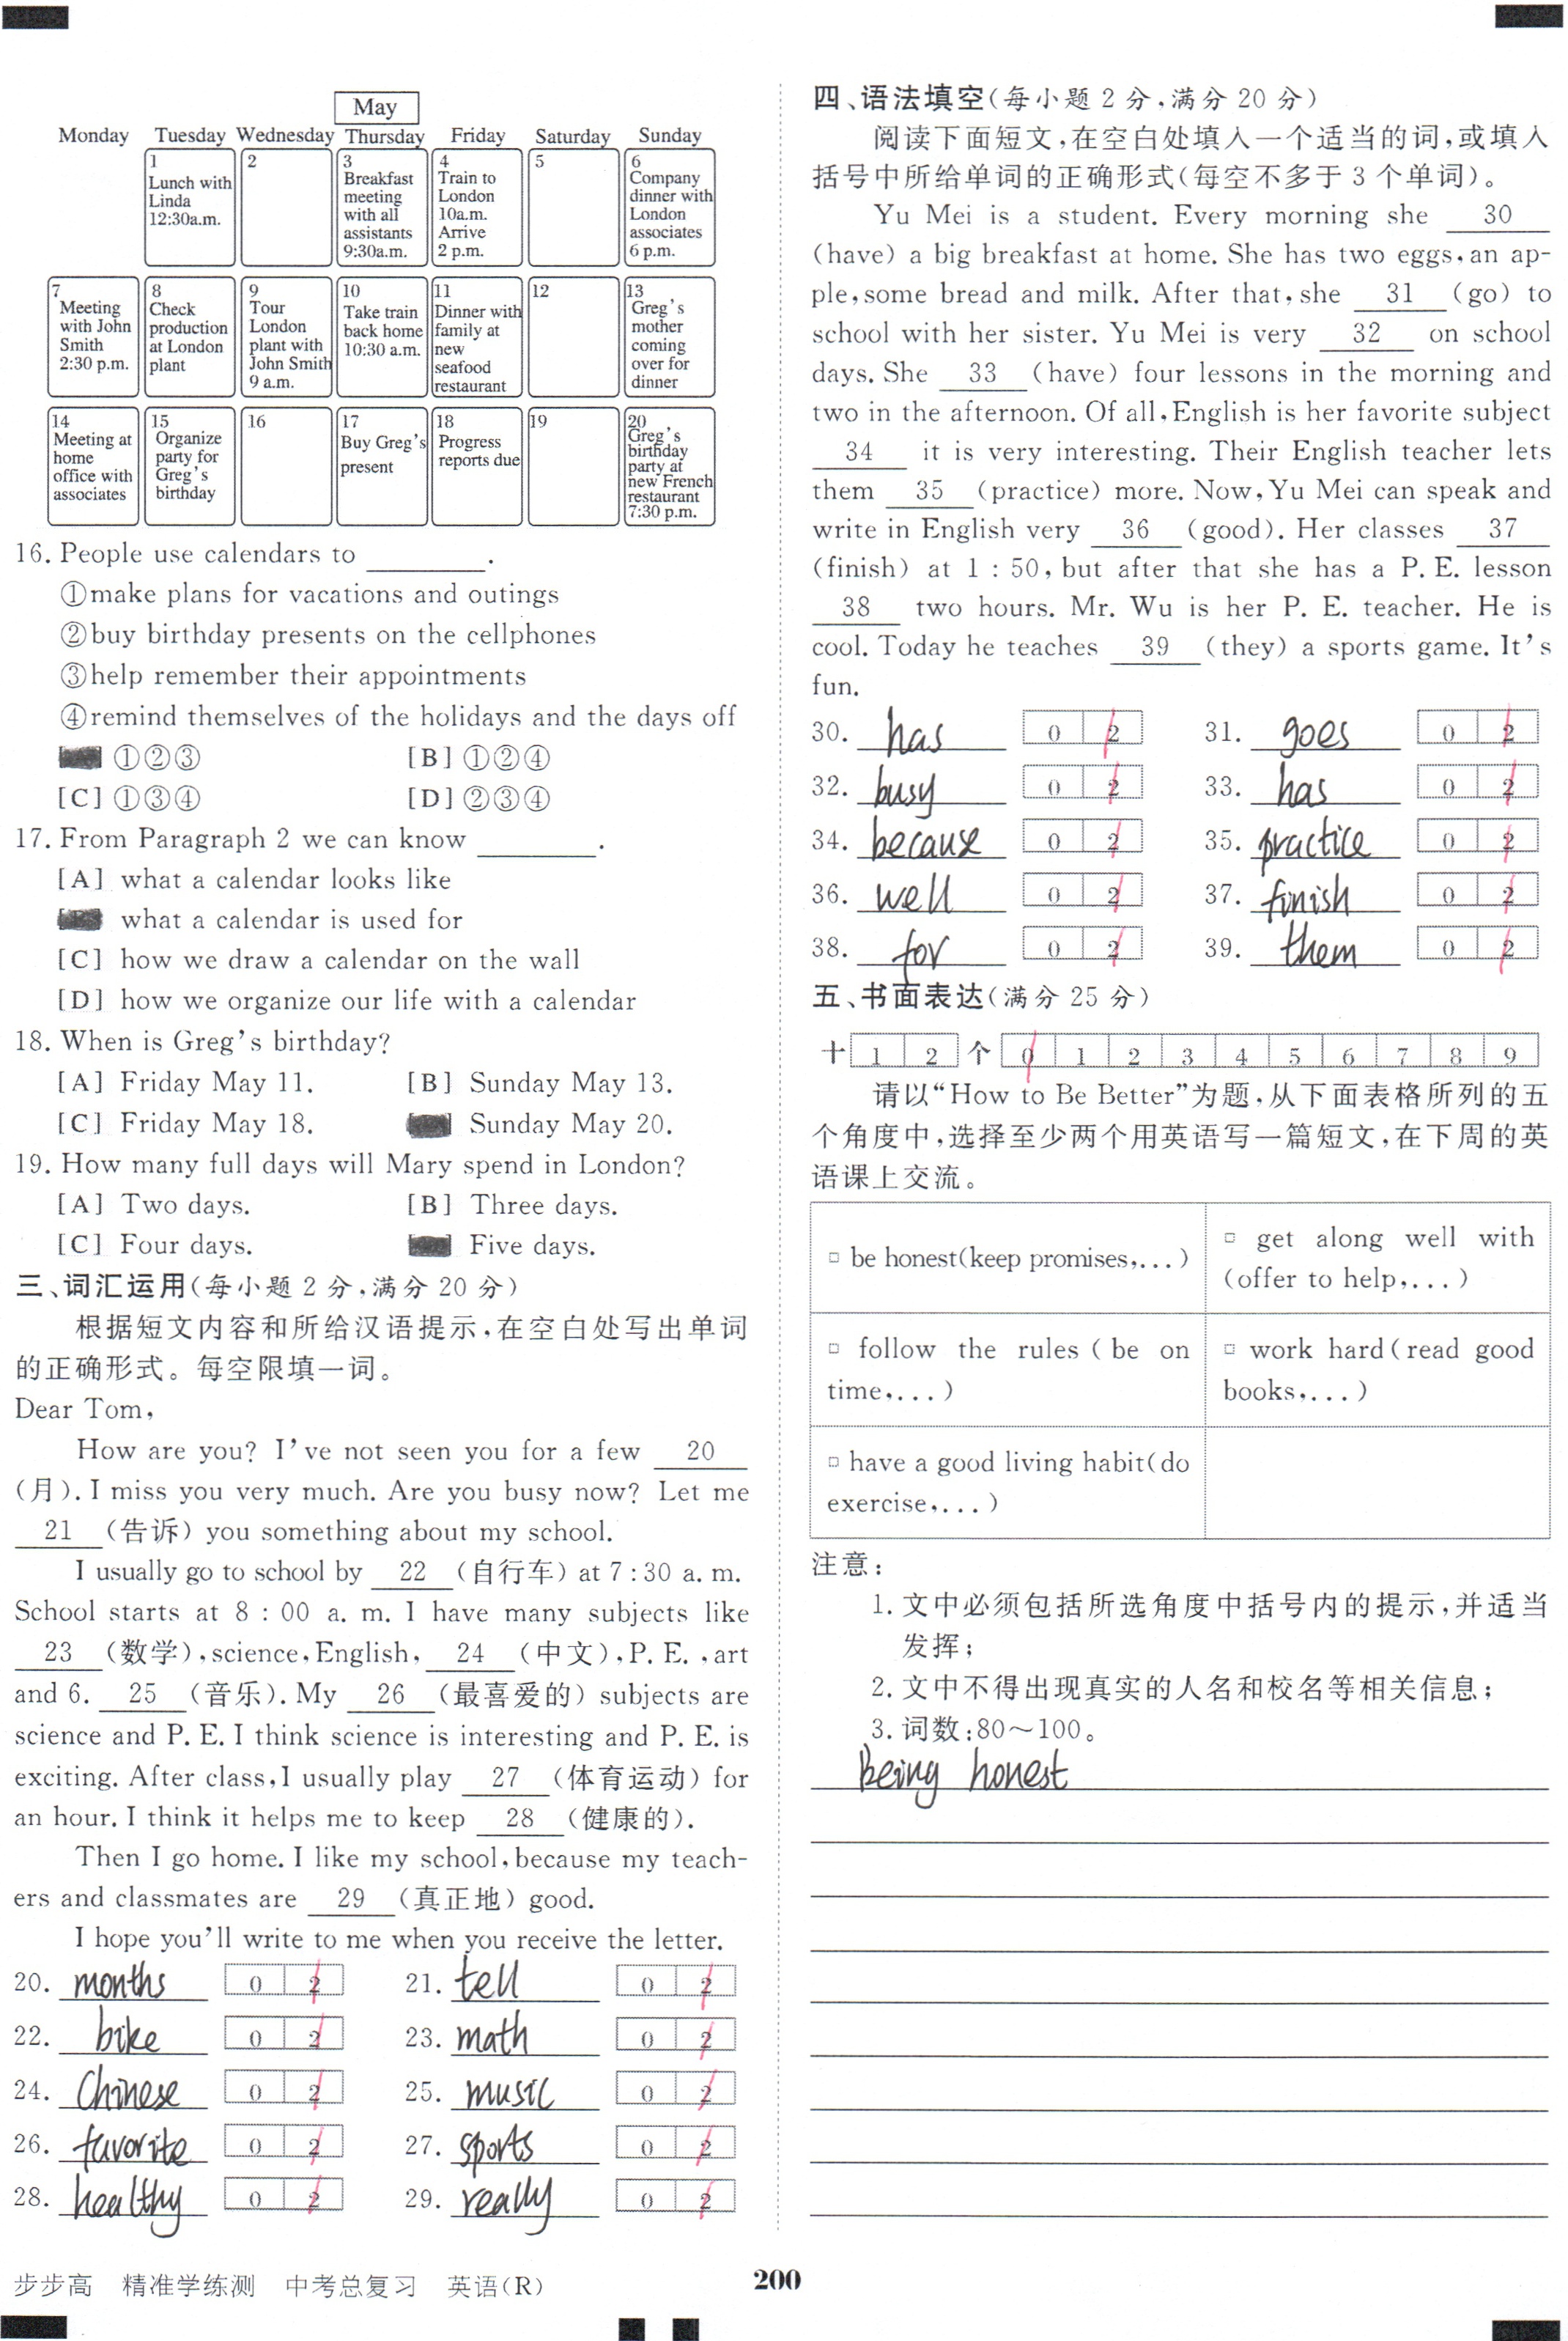 May
Monday Tuesday Wednesday Thursday Friday Saturday Sunday
1
Lunch with
Linda
12:30a.m.
2
3
Breakfast
meeting
with all
assistants
9:30a.m.
4
Train to
London
10a.m.
Arrive
2 p.m.
5
6
Company
dinner with
London
associates
6 p.m.
7
Meeting
with John
Smith
2:30 p.m.
8
Check
production
at London
plant
9
Tour
London
plant with
John Smith
9 a.m.
10
Take train
back home
10:30 a.m.
11
Dinner with
family at
new
seafood
restaurant
12
13
Greg's
mother
coming
over for
dinner
14
Meeting at
home
office with
associates
15
Organize
party for
Greg's
birthday
16
17
Buy Greg's
present
18
Progress
reports due
19
20
Greg's
birthday
party at
new French
restaurant
7:30 p.m.
16. People use calendars to ________.
①make plans for vacations and outings
②buy birthday presents on the cellphones
③help remember their appointments
④remind themselves of the holidays and the days off
①②③ [B] ①②④
[C] ①③④ [D] ②③④
17. From Paragraph 2 we can know ________.
[A] what a calendar looks like
what a calendar is used for
[C] how we draw a calendar on the wall
[D] how we organize our life with a calendar
18. When is Greg's birthday?
[A] Friday May 11. [B] Sunday May 13.
[C] Friday May 18. Sunday May 20.
19. How many full days will Mary spend in London?
[A] Two days. [B] Three days.
[C] Four days. Five days.
三、词汇运用(每小题 2 分,满分 20 分)
根据短文内容和所给汉语提示,在空白处写出单词
的正确形式。每空限填一词。
Dear Tom,
How are you? I've not seen you for a few 20
(月). I miss you very much. Are you busy now? Let me
21 (告诉) you something about my school.
I usually go to school by 22 (自行车) at 7:30 a. m.
School starts at 8 : 00 a. m. I have many subjects like
23 (数学), science, English, 24 (中文), P. E. , art
and 6. 25 (音乐). My 26 (最喜爱的) subjects are
science and P. E. I think science is interesting and P. E. is
exciting. After class, I usually play 27 (体育运动) for
an hour. I think it helps me to keep 28 (健康的).
Then I go home. I like my school, because my teach-
ers and classmates are 29 (真正地) good.
I hope you'll write to me when you receive the letter.
20. months 0 2 21. tell 0 2
22. bike 0 2 23. math 0 2
24. Chinese 0 2 25. music 0 2
26. favorite 0 2 27. sports 0 2
28. healthy 0 2 29. really 0 2
四、语法填空(每小题 2 分,满分 20 分)
阅读下面短文,在空白处填入一个适当的词,或填入
括号中所给单词的正确形式(每空不多于 3 个单词)。
Yu Mei is a student. Every morning she 30
(have) a big breakfast at home. She has two eggs, an ap-
ple, some bread and milk. After that, she 31 (go) to
school with her sister. Yu Mei is very 32 on school
days. She 33 (have) four lessons in the morning and
two in the afternoon. Of all, English is her favorite subject
34 it is very interesting. Their English teacher lets
them 35 (practice) more. Now, Yu Mei can speak and
write in English very 36 (good). Her classes 37
(finish) at 1 : 50, but after that she has a P. E. lesson
38 two hours. Mr. Wu is her P. E. teacher. He is
cool. Today he teaches 39 (they) a sports game. It's
fun.
30. has 0 2 31. goes 0 2
32. busy 0 2 33. has 0 2
34. because 0 2 35. practice 0 2
36. well 0 2 37. finish 0 2
38. for 0 2 39. them 0 2
五、书面表达(满分 25 分)
十 1 2 个 0 1 2 3 4 5 6 7 8 9
请以“How to Be Better”为题,从下面表格所列的五
个角度中,选择至少两个用英语写一篇短文,在下周的英
语课上交流。
□ be honest(keep promises,...)
□ get along well with
(offer to help,...)
□ follow the rules ( be on
time,...)
□ work hard(read good
books,...)
□ have a good living habit(do
exercise,...)
注意:
1. 文中必须包括所选角度中括号内的提示,并适当
发挥;
2. 文中不得出现真实的人名和校名等相关信息;
3. 词数:80～100。
Being honest
步步高 精准学练测 中考总复习 英语(R)
200